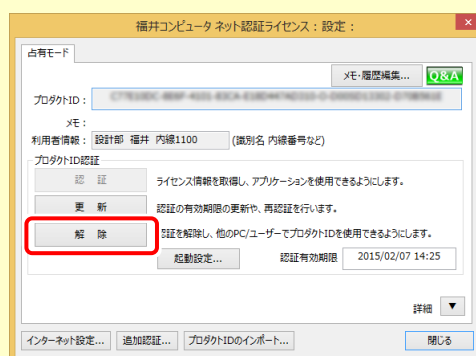 福井コンピュータ ネット認証ライセンス：設定：
占有モード
メモ・履歴編集... Q&A
プロダクトID：
メモ：
利用者情報： 設計部 福井 内線1100 (識別名 内線番号など)
プロダクトID認証
認 証 ライセンス情報を取得し、アプリケーションを使用できるようにします。
更 新 認証の有効期限の更新や、再認証を行います。
解 除 認証を解除し、他のPC/ユーザーでプロダクトIDを使用できるようにします。
起動設定... 認証有効期限 2015/02/07 14:25
詳細 ▼
インターネット設定... 追加認証... プロダクトIDのインポート... 閉じる